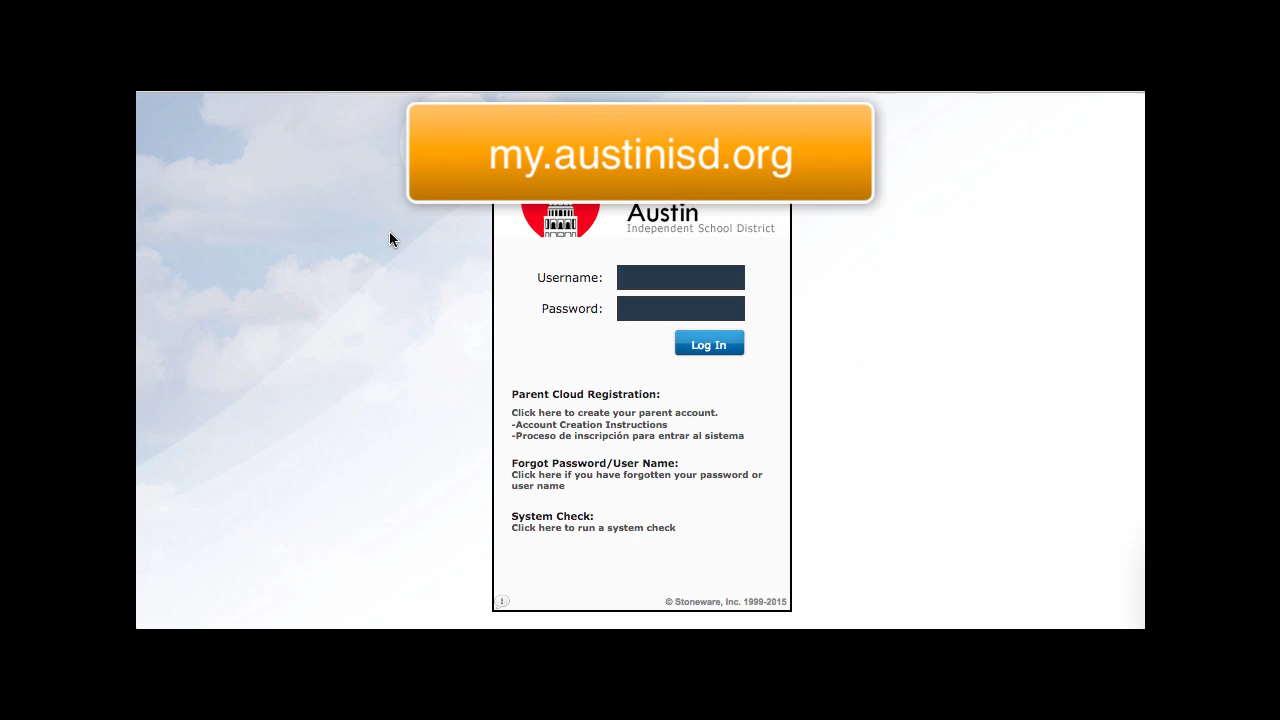 my.austinisd.org
Austin
Independent School District
Username:
Password:
Log In
Parent Cloud Registration:
Click here to create your parent account.
-Account Creation Instructions
-Proceso de inscripción para entrar al sistema
Forgot Password/User Name:
Click here if you have forgotten your password or
user name
System Check:
Click here to run a system check
© Stoneware, Inc. 1999-2015